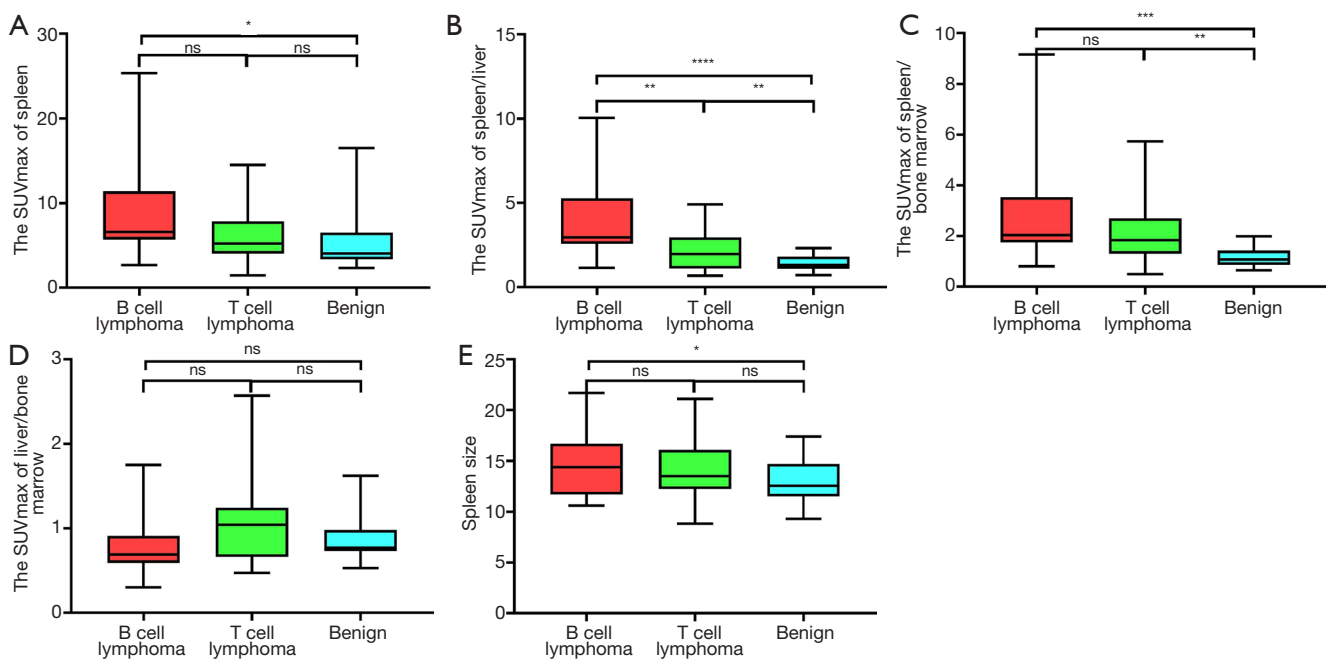 A
The SUVmax of spleen
30
20
10
0
*
ns
ns
B cell
lymphoma
T cell
lymphoma
Benign
B
The SUVmax of spleen/liver
15
10
5
0
****
**
**
B cell
lymphoma
T cell
lymphoma
Benign
C
The SUVmax of spleen/
bone marrow
10
8
6
4
2
0
***
ns
**
B cell
lymphoma
T cell
lymphoma
Benign
D
The SUVmax of liver/bone
marrow
3
2
1
0
ns
ns
ns
B cell
lymphoma
T cell
lymphoma
Benign
E
Spleen size
25
20
15
10
5
0
*
ns
ns
B cell
lymphoma
T cell
lymphoma
Benign